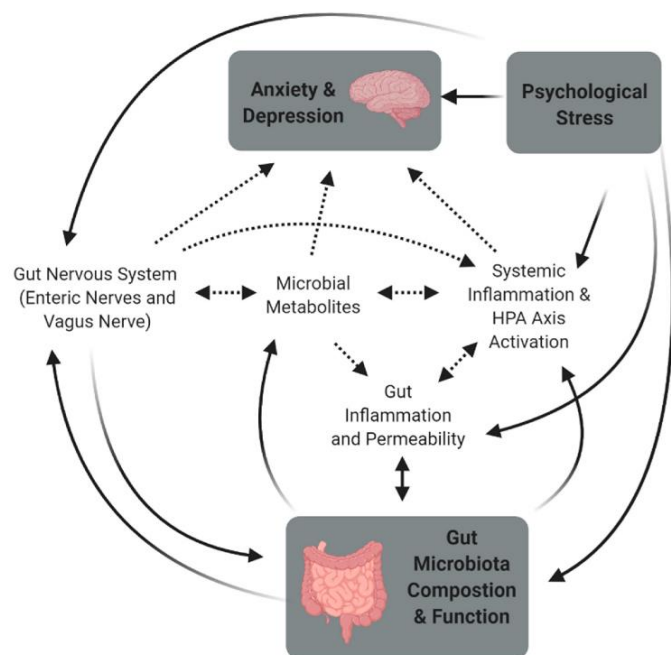 Anxiety &
Depression
Psychological
Stress
Gut Nervous System
(Enteric Nerves and
Vagus Nerve)
Microbial
Metabolites
Systemic
Inflammation &
HPA Axis
Activation
Gut
Inflammation
and Permeability
Gut
Microbiota
Compostion
& Function